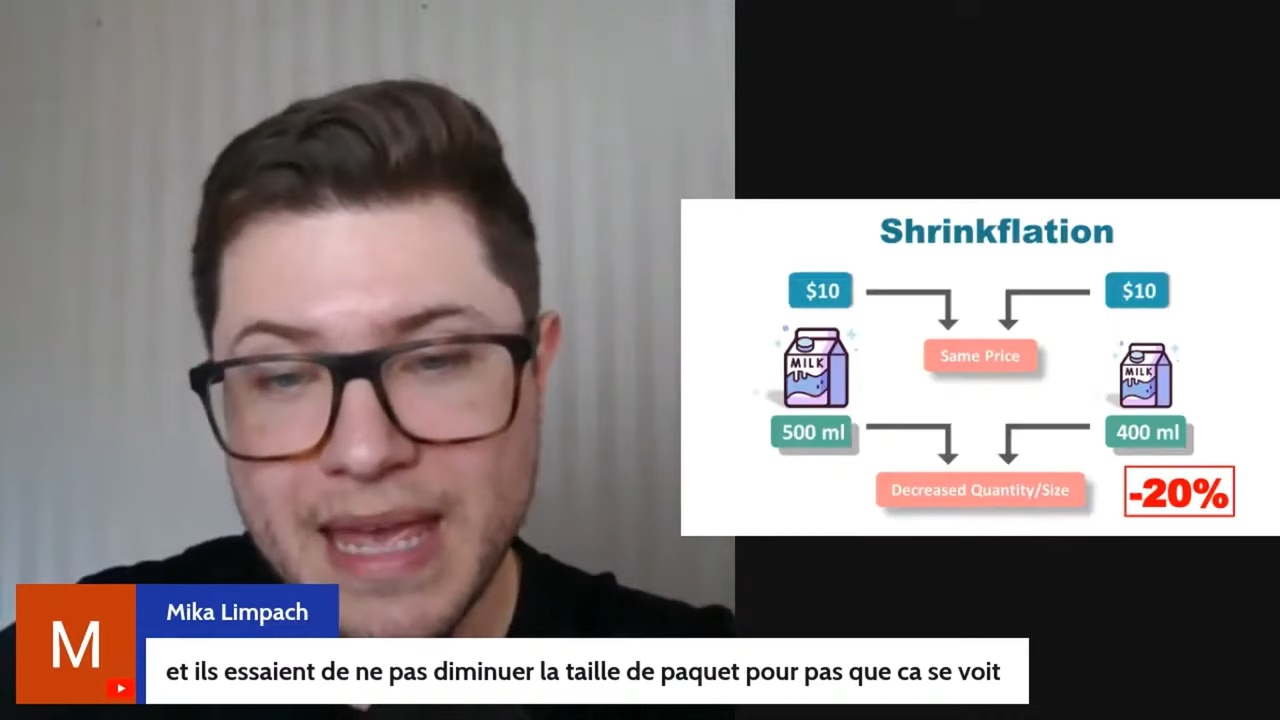 Shrinkflation
$10
$10
Same Price
MILK
MILK
500 ml
400 ml
Decreased Quantity/Size
-20%
M
Mika Limpach
et ils essaient de ne pas diminuer la taille de paquet pour pas que ca se voit